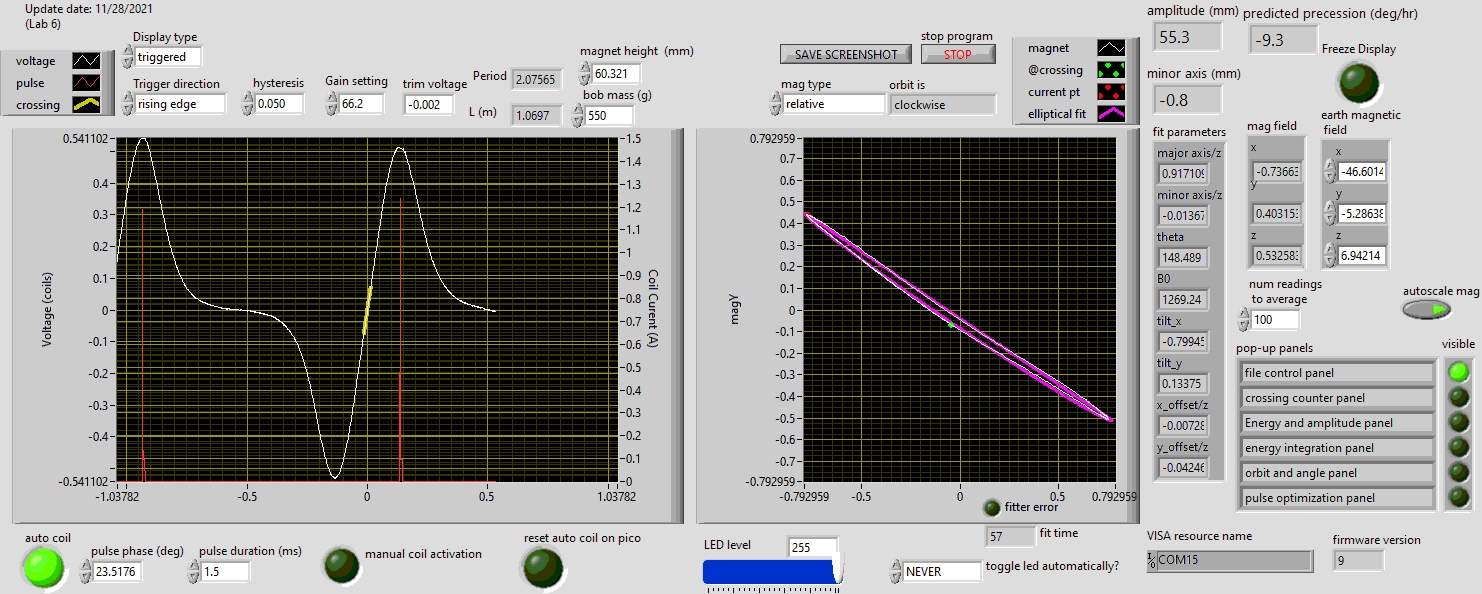 Update date: 11/28/2021
(Lab 6)
voltage
pulse
crossing
Display type
triggered
Trigger direction
rising edge
hysteresis
0.050
Gain setting
66.2
trim voltage
-0.002
Period
2.07565
L (m)
1.0697
magnet height (mm)
60.321
bob mass (g)
550
SAVE SCREENSHOT
stop program
STOP
mag type
relative
orbit is
clockwise
magnet
@crossing
current pt
elliptical fit
amplitude (mm)
55.3
predicted precession (deg/hr)
-9.3
minor axis (mm)
-0.8
Freeze Display
Voltage (coils)
0.541102
0.4
0.3
0.2
0.1
0
-0.1
-0.2
-0.3
-0.4
-0.541102
-1.03782
-0.5
0
0.5
1.03782
1.5
1.4
1.3
1.2
1.1
1
0.9
0.8
0.7
0.6
0.5
0.4
0.3
0.2
0.1
0
Coil Curent (A)
magy
0.792959
0.7
0.6
0.5
0.4
0.3
0.2
0.1
0
-0.1
-0.2
-0.3
-0.4
-0.5
-0.6
-0.7
-0.792959
-0.792959
-0.5
0
0.5
0.792959
fitter error
fit parameters
major axis/z
0.91710
minor axis/z
-0.01367
theta
148.489
B0
1269.24
tilt_x
-0.79945
tilt_y
0.13375
x_offset/z
-0.00728
y_offset/z
-0.04246
mag field
x
-0.73663
y
0.403153
z
0.532583
earth magnetic
field
x
-46.6014
y
-5.28638
z
6.94214
num readings
to average
100
autoscale mag
pop-up panels
visible
file control panel
crossing counter panel
Energy and amplitude panel
energy integration panel
orbit and angle panel
pulse optimization panel
auto coil
pulse phase (deg)
23.5176
pulse duration (ms)
1.5
manual coil activation
reset auto coil on pico
LED level
255
57
fit time
NEVER
toggle led automatically?
VISA resource name
COM15
firmware version
9